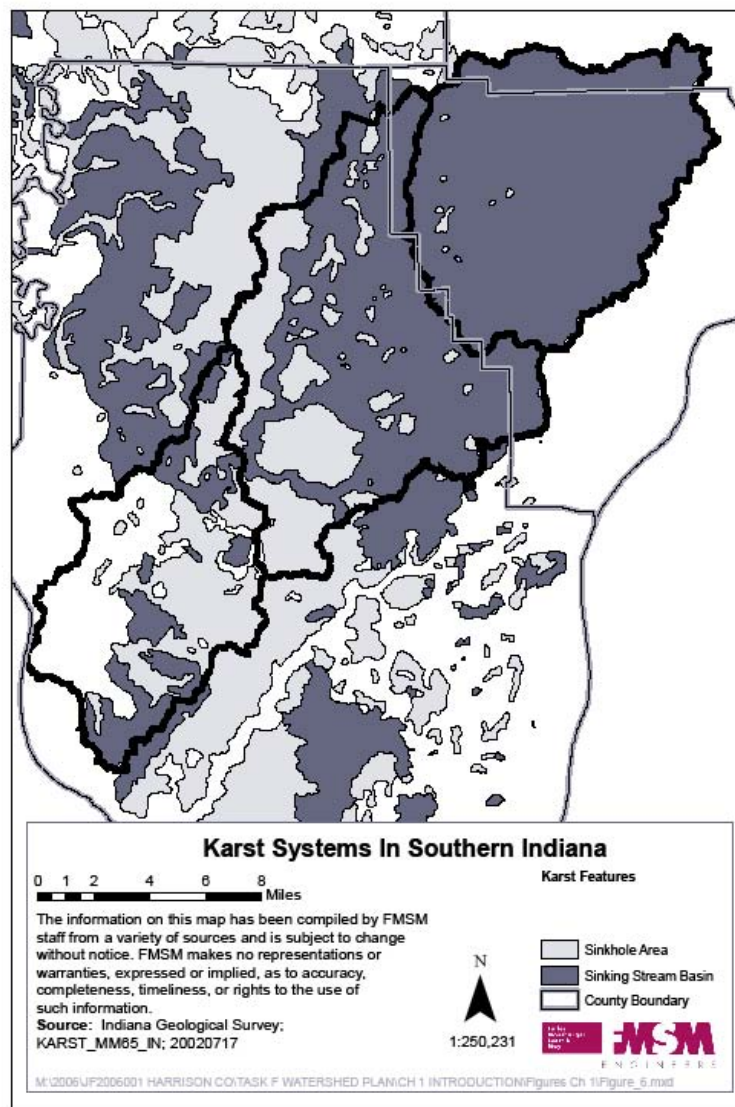 Karst Systems In Southern Indiana
0 1 2 4 6 8
Miles
The information on this map has been compiled by FMSM
staff from a variety of sources and is subject to change
without notice. FMSM makes no representations or
warranties, expressed or implied, as to accuracy,
completeness, timeliness, or rights to the use of
such information.
Source: Indiana Geological Survey;
KARST_MM65_IN; 20020717
N
1:250,231
Karst Features
Sinkhole Area
Sinking Stream Basin
County Boundary
FMSM
ENGINEERS
M:\2006\JF2006001 HARRISON CO\TASK F WATERSHED PLAN\CH 1 INTRODUCTION\Figures Ch 1\Figure_6.mxd